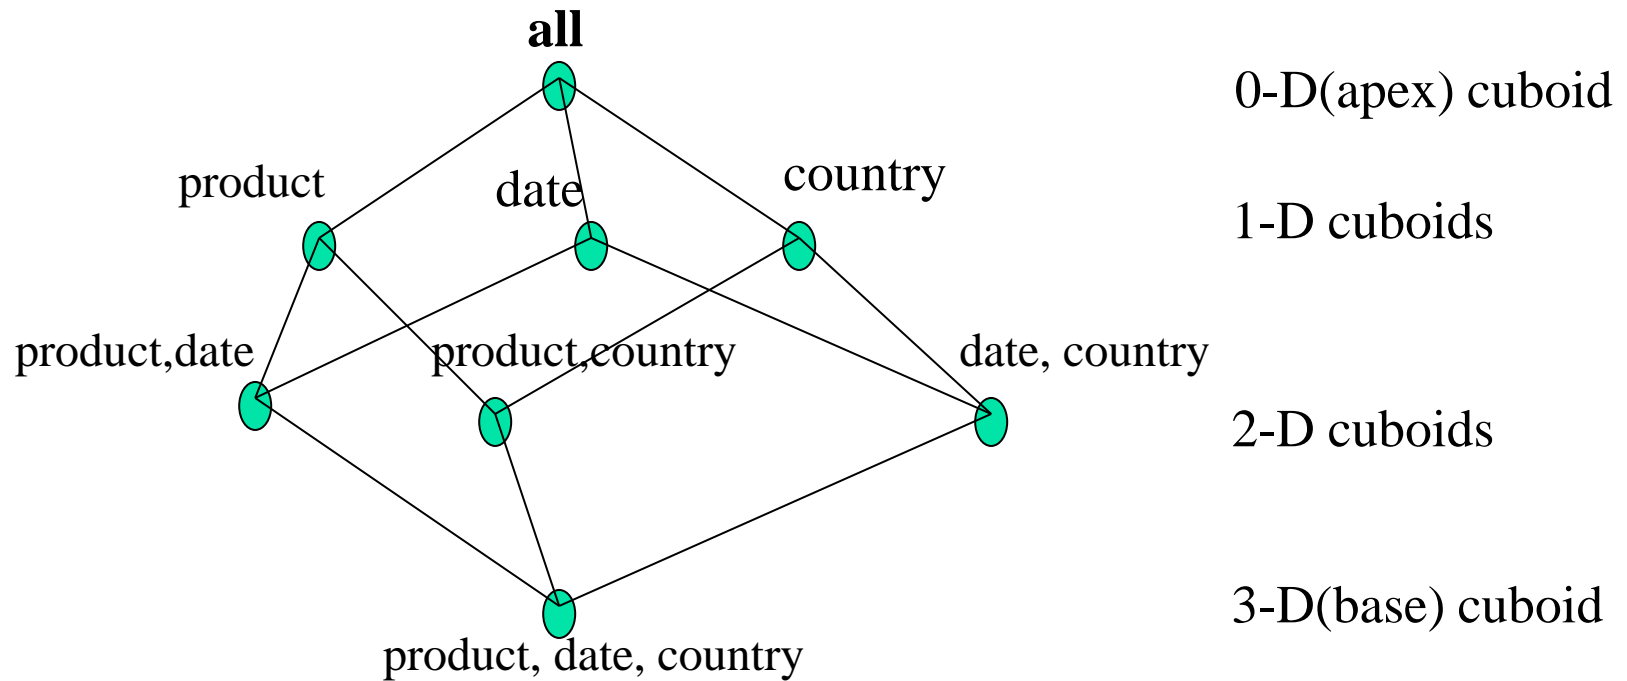 all
0-D(apex) cuboid
product
date
country
1-D cuboids
product,date
product,country
date, country
2-D cuboids
3-D(base) cuboid
product, date, country